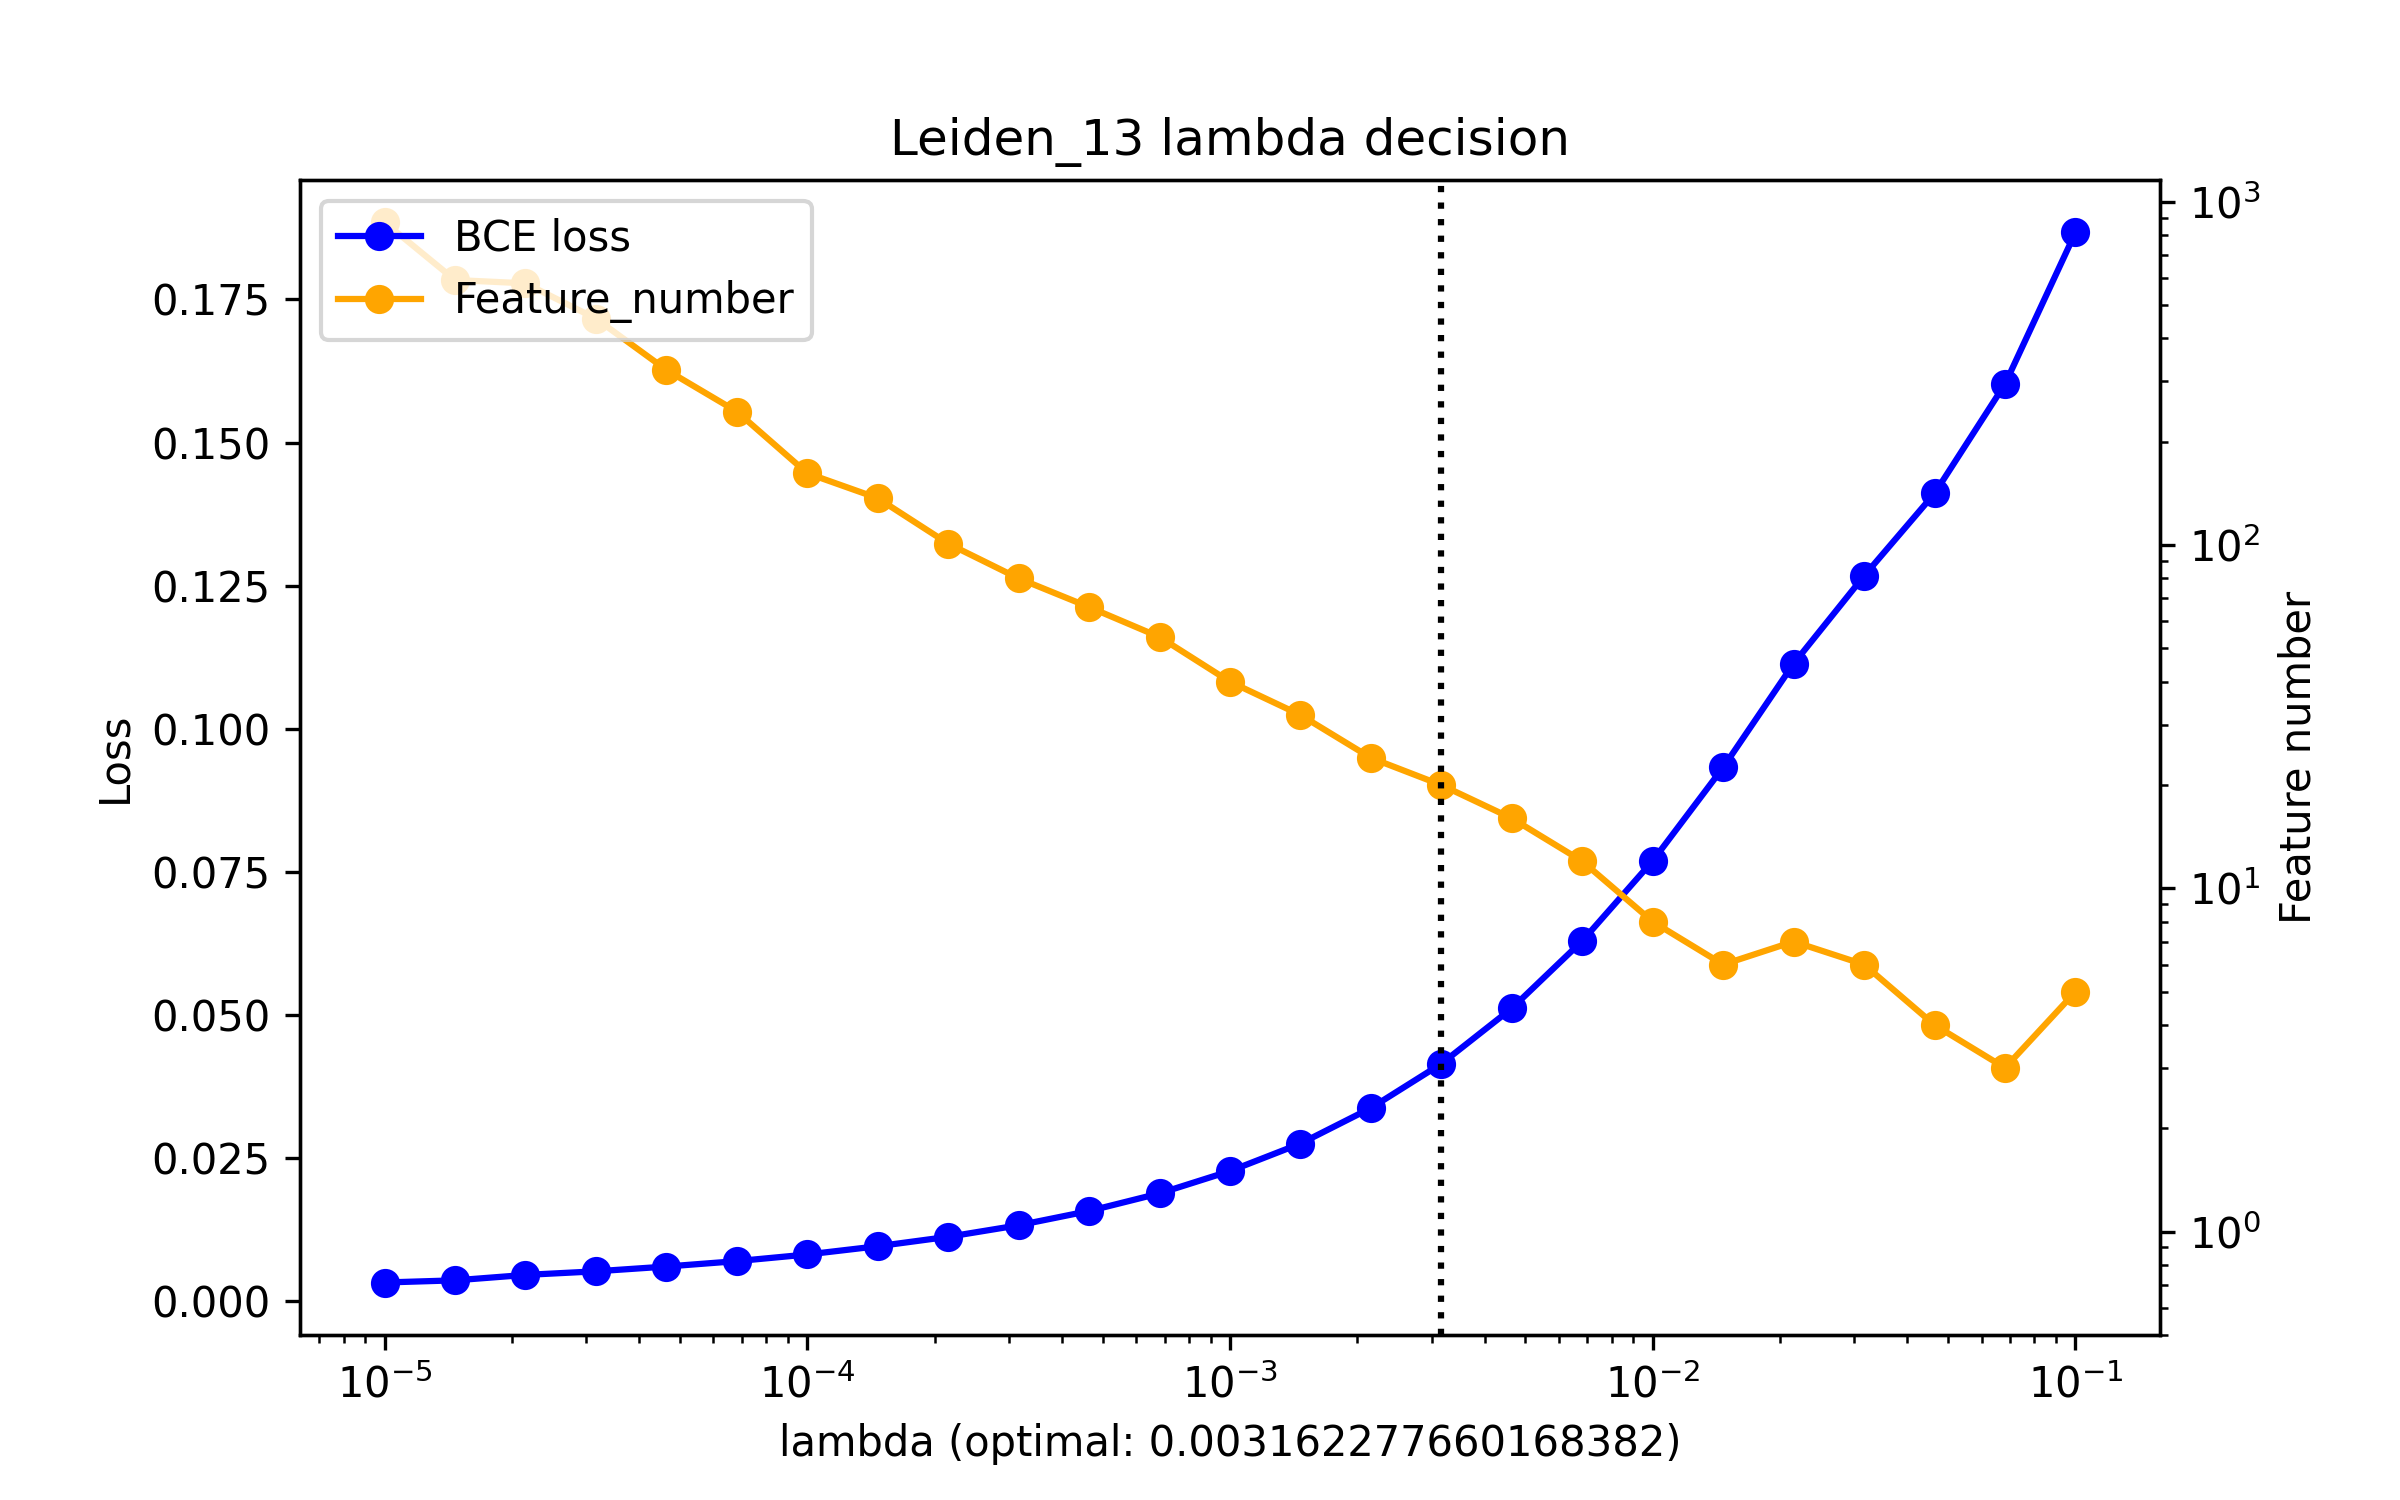 Leiden_13 lambda decision
BCE loss
Feature_number
0.175
0.150
0.125
0.100
0.075
0.050
0.025
0.000
Loss
10³
10²
10¹
10⁰
Feature number
10⁻⁵ 10⁻⁴ 10⁻³ 10⁻² 10⁻¹
lambda (optimal: 0.0031622776601683​82)